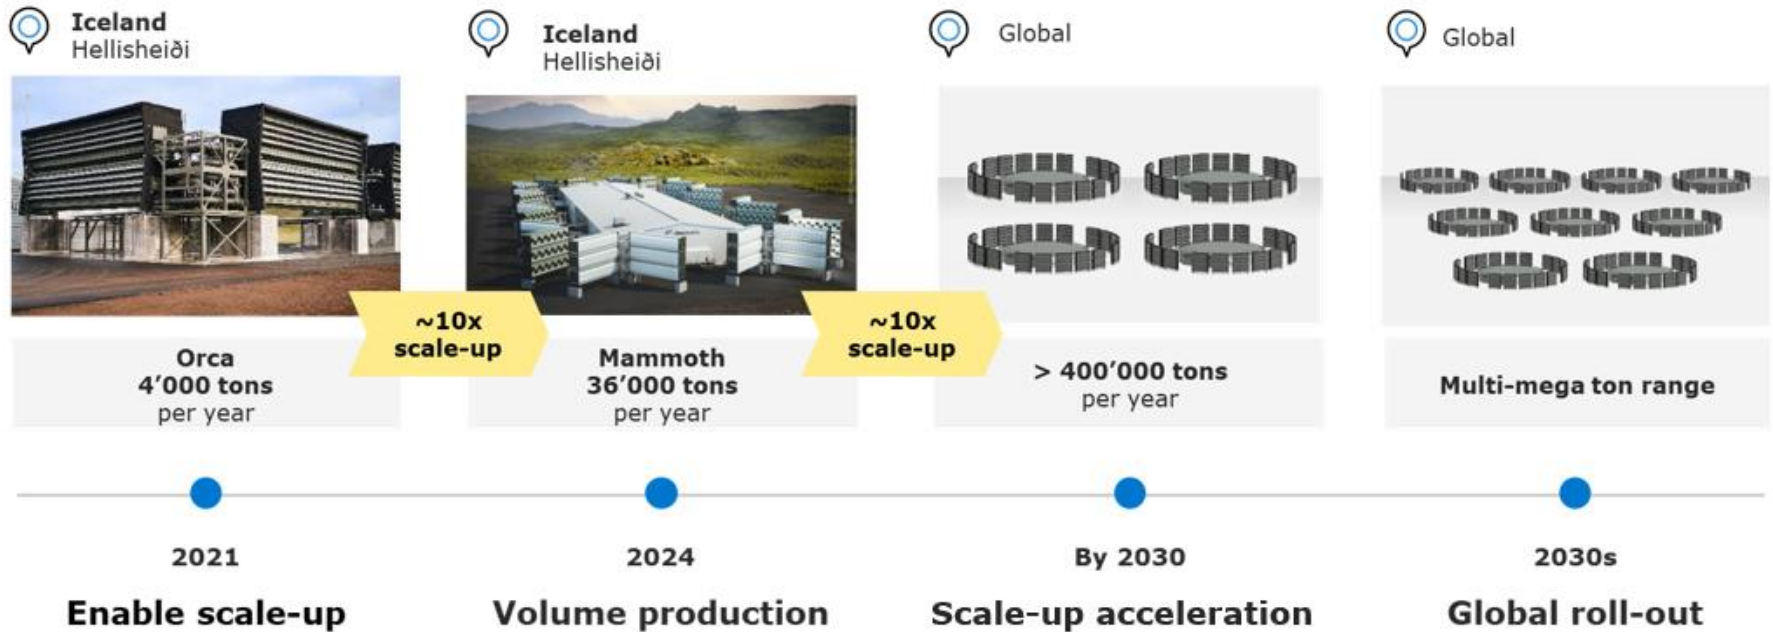 Iceland
Hellisheiði
Iceland
Hellisheiði
Global
Global
~10x
scale-up
~10x
scale-up
Orca
4’000 tons
per year
Mammoth
36’000 tons
per year
> 400’000 tons
per year
Multi-mega ton range
2021
2024
By 2030
2030s
Enable scale-up
Volume production
Scale-up acceleration
Global roll-out